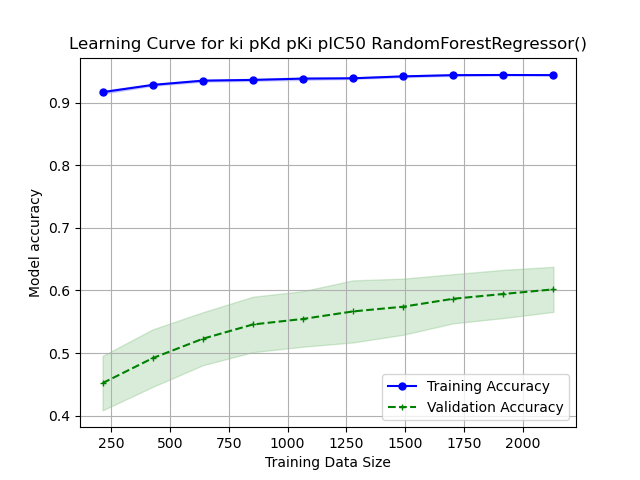 Learning Curve for ki pKd pKi pIC50 RandomForestRegressor()
0.9
0.8
0.7
0.6
0.5
0.4
Model accuracy
Training Accuracy
Validation Accuracy
250 500 750 1000 1250 1500 1750 2000
Training Data Size